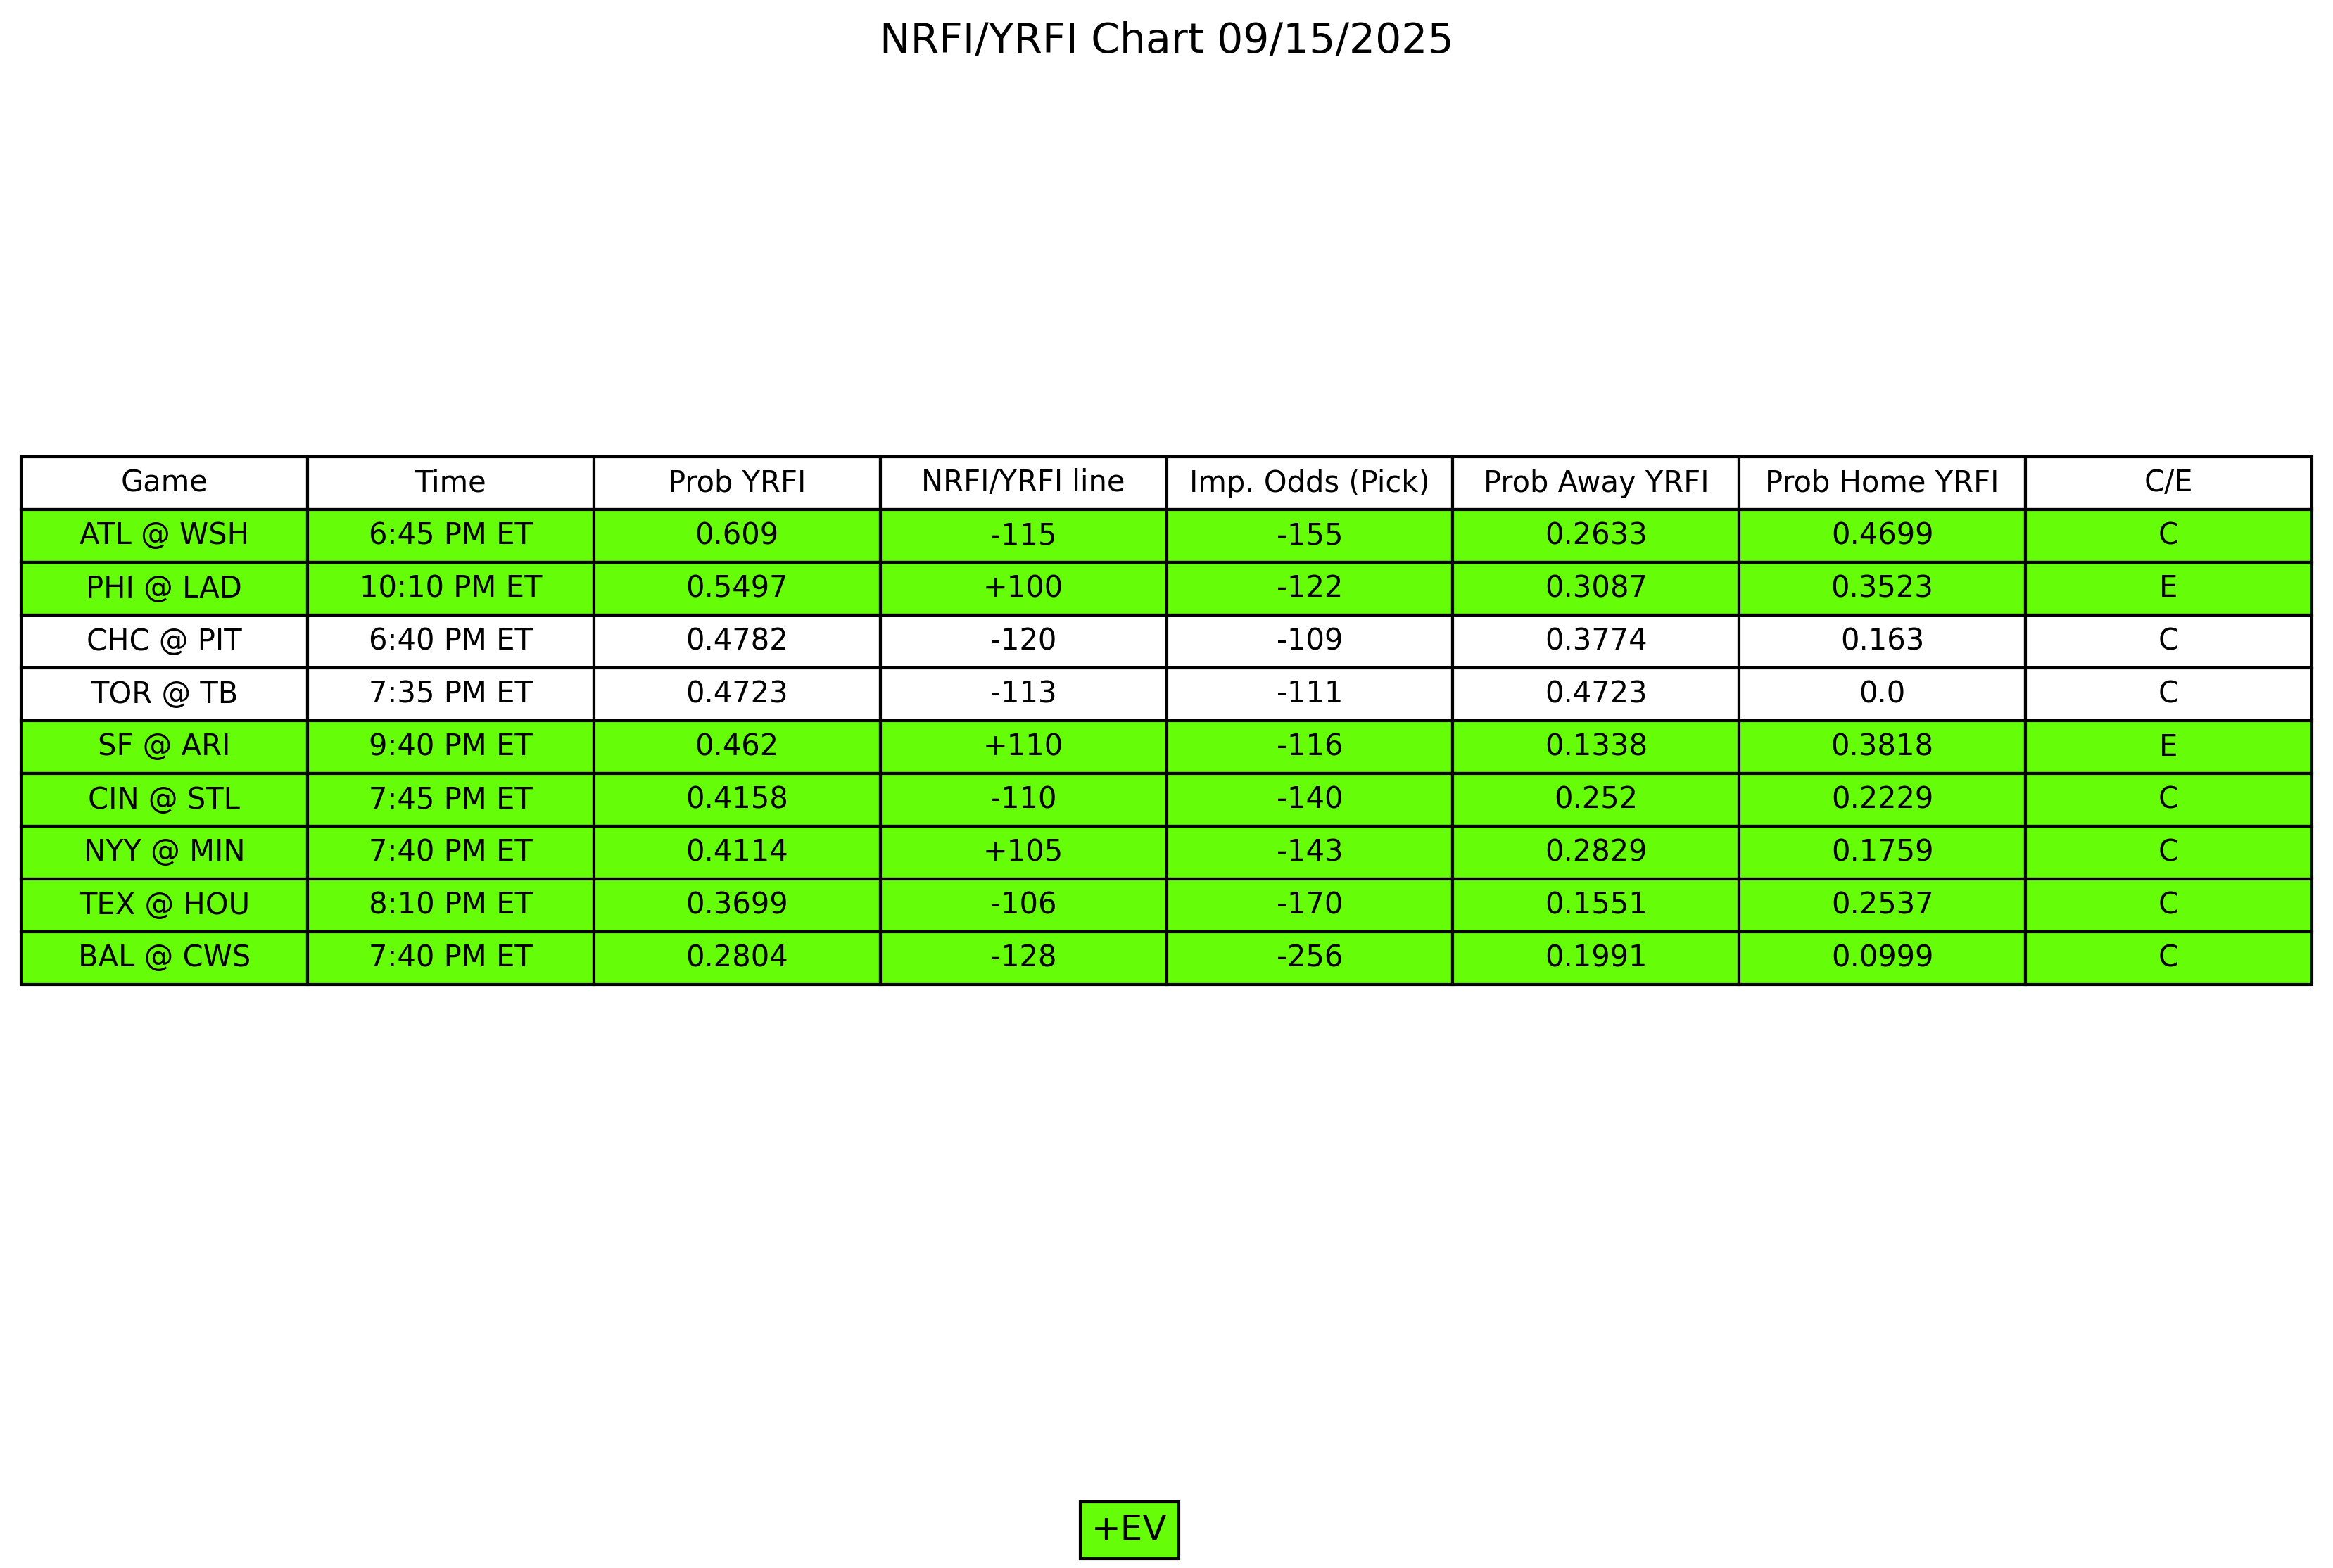 NRFI/YRFI Chart 09/15/2025
Game Time Prob YRFI NRFI/YRFI line Imp. Odds (Pick) Prob Away YRFI Prob Home YRFI C/E
ATL @ WSH 6:45 PM ET 0.609 -115 -155 0.2633 0.4699 C
PHI @ LAD 10:10 PM ET 0.5497 +100 -122 0.3087 0.3523 E
CHC @ PIT 6:40 PM ET 0.4782 -120 -109 0.3774 0.163 C
TOR @ TB 7:35 PM ET 0.4723 -113 -111 0.4723 0.0 C
SF @ ARI 9:40 PM ET 0.462 +110 -116 0.1338 0.3818 E
CIN @ STL 7:45 PM ET 0.4158 -110 -140 0.252 0.2229 C
NYY @ MIN 7:40 PM ET 0.4114 +105 -143 0.2829 0.1759 C
TEX @ HOU 8:10 PM ET 0.3699 -106 -170 0.1551 0.2537 C
BAL @ CWS 7:40 PM ET 0.2804 -128 -256 0.1991 0.0999 C
+EV